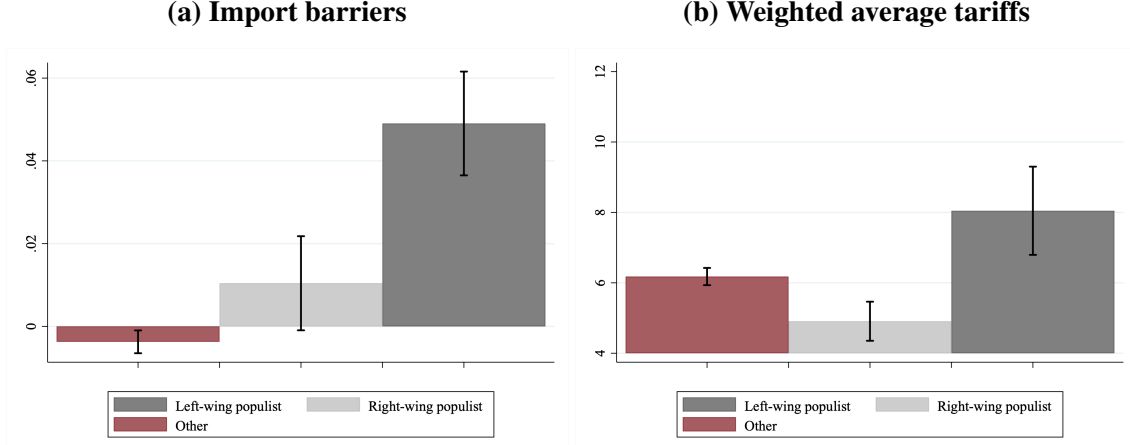 (a) Import barriers
.06
.04
.02
0
Left-wing populist
Right-wing populist
Other
(b) Weighted average tariffs
12
10
8
6
4
Left-wing populist
Right-wing populist
Other